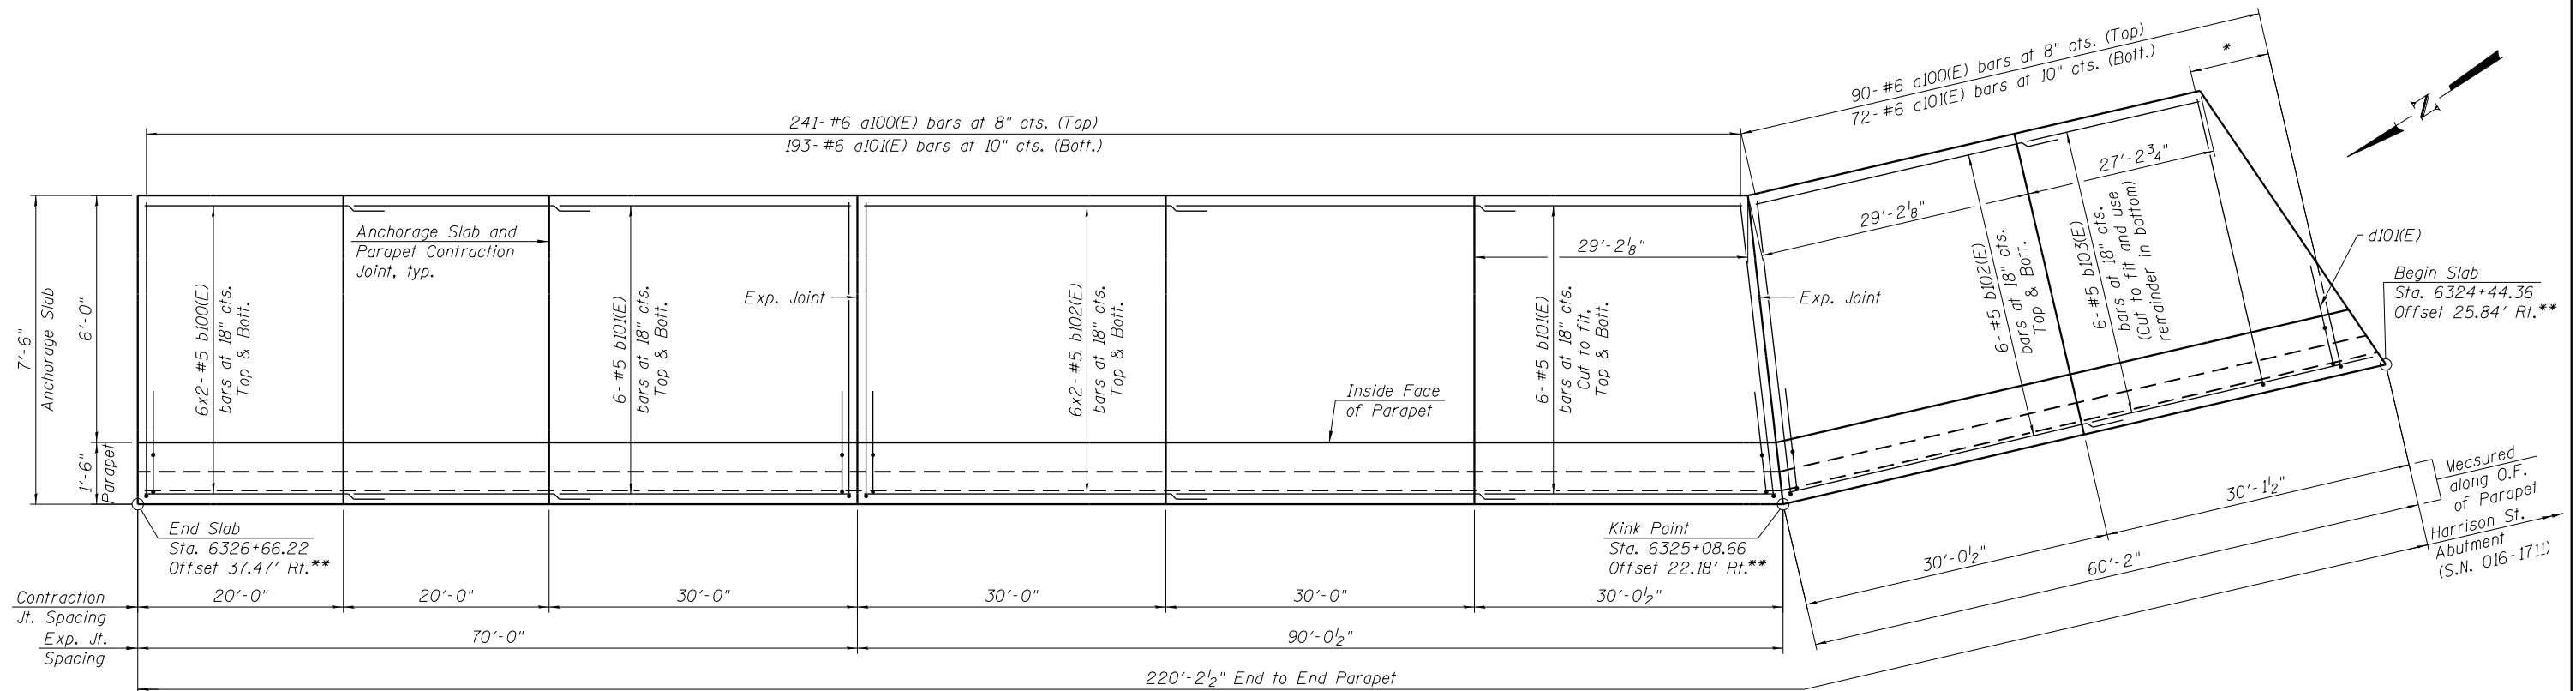 90- #6 a100(E) bars at 8" cts. (Top)
72- #6 a101(E) bars at 10" cts. (Bott.)
*
N
241- #6 a100(E) bars at 8" cts. (Top)
193- #6 a101(E) bars at 10" cts. (Bott.)
7'-6"
Anchorage Slab
6'-0"
1'-6"
Parapet
6x2- #5 b100(E)
bars at 18" cts.
Top & Bott.
Anchorage Slab and
Parapet Contraction
Joint, typ.
6- #5 b101(E)
bars at 18" cts.
Top & Bott.
Exp. Joint
6x2- #5 b102(E)
bars at 18" cts.
Top & Bott.
Inside Face
of Parapet
29'-2⅛"
6- #5 b101(E)
bars at 18" cts.
Cut to fit,
Top & Bott.
Exp. Joint
29'-2⅛"
27'-2¾"
6- #5 b102(E)
bars at 18" cts.
Top & Bott.
6- #5 b103(E)
bars at 18" cts.
(Cut to fit and use
remainder in bottom)
d101(E)
Begin Slab
Sta. 6324+44.36
Offset 25.84' Rt.**
End Slab
Sta. 6326+66.22
Offset 37.47' Rt.**
Kink Point
Sta. 6325+08.66
Offset 22.18' Rt.**
30'-1½"
30'-0½"
60'-2"
Measured
along O.F.
of Parapet
Harrison St.
Abutment
(S.N. 016-1711)
Contraction
Jt. Spacing
20'-0"
20'-0"
30'-0"
30'-0"
30'-0"
30'-0½"
Exp. Jt.
Spacing
70'-0"
90'-0½"
220'-2½" End to End Parapet